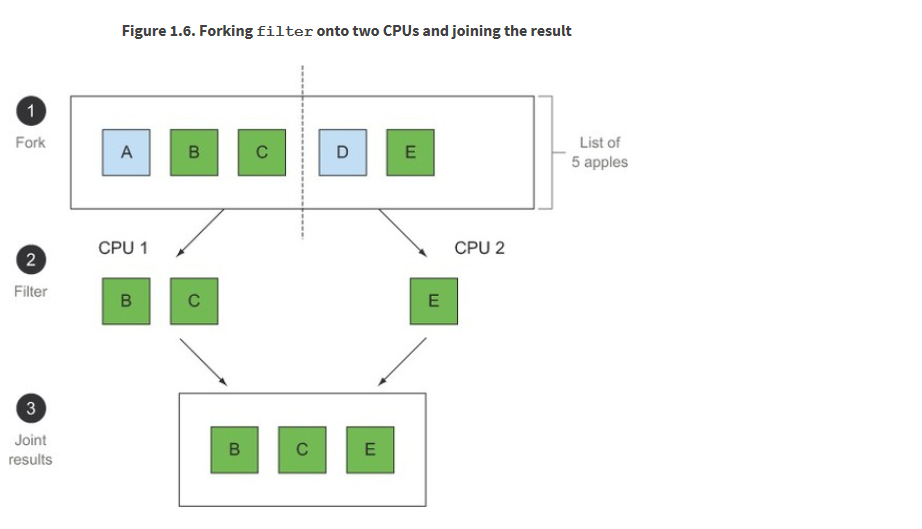 Figure 1.6. Forking filter onto two CPUs and joining the result
1
Fork
A B C D E
List of
5 apples
CPU 1
CPU 2
2
Filter
B C E
3
Joint
results
B C E